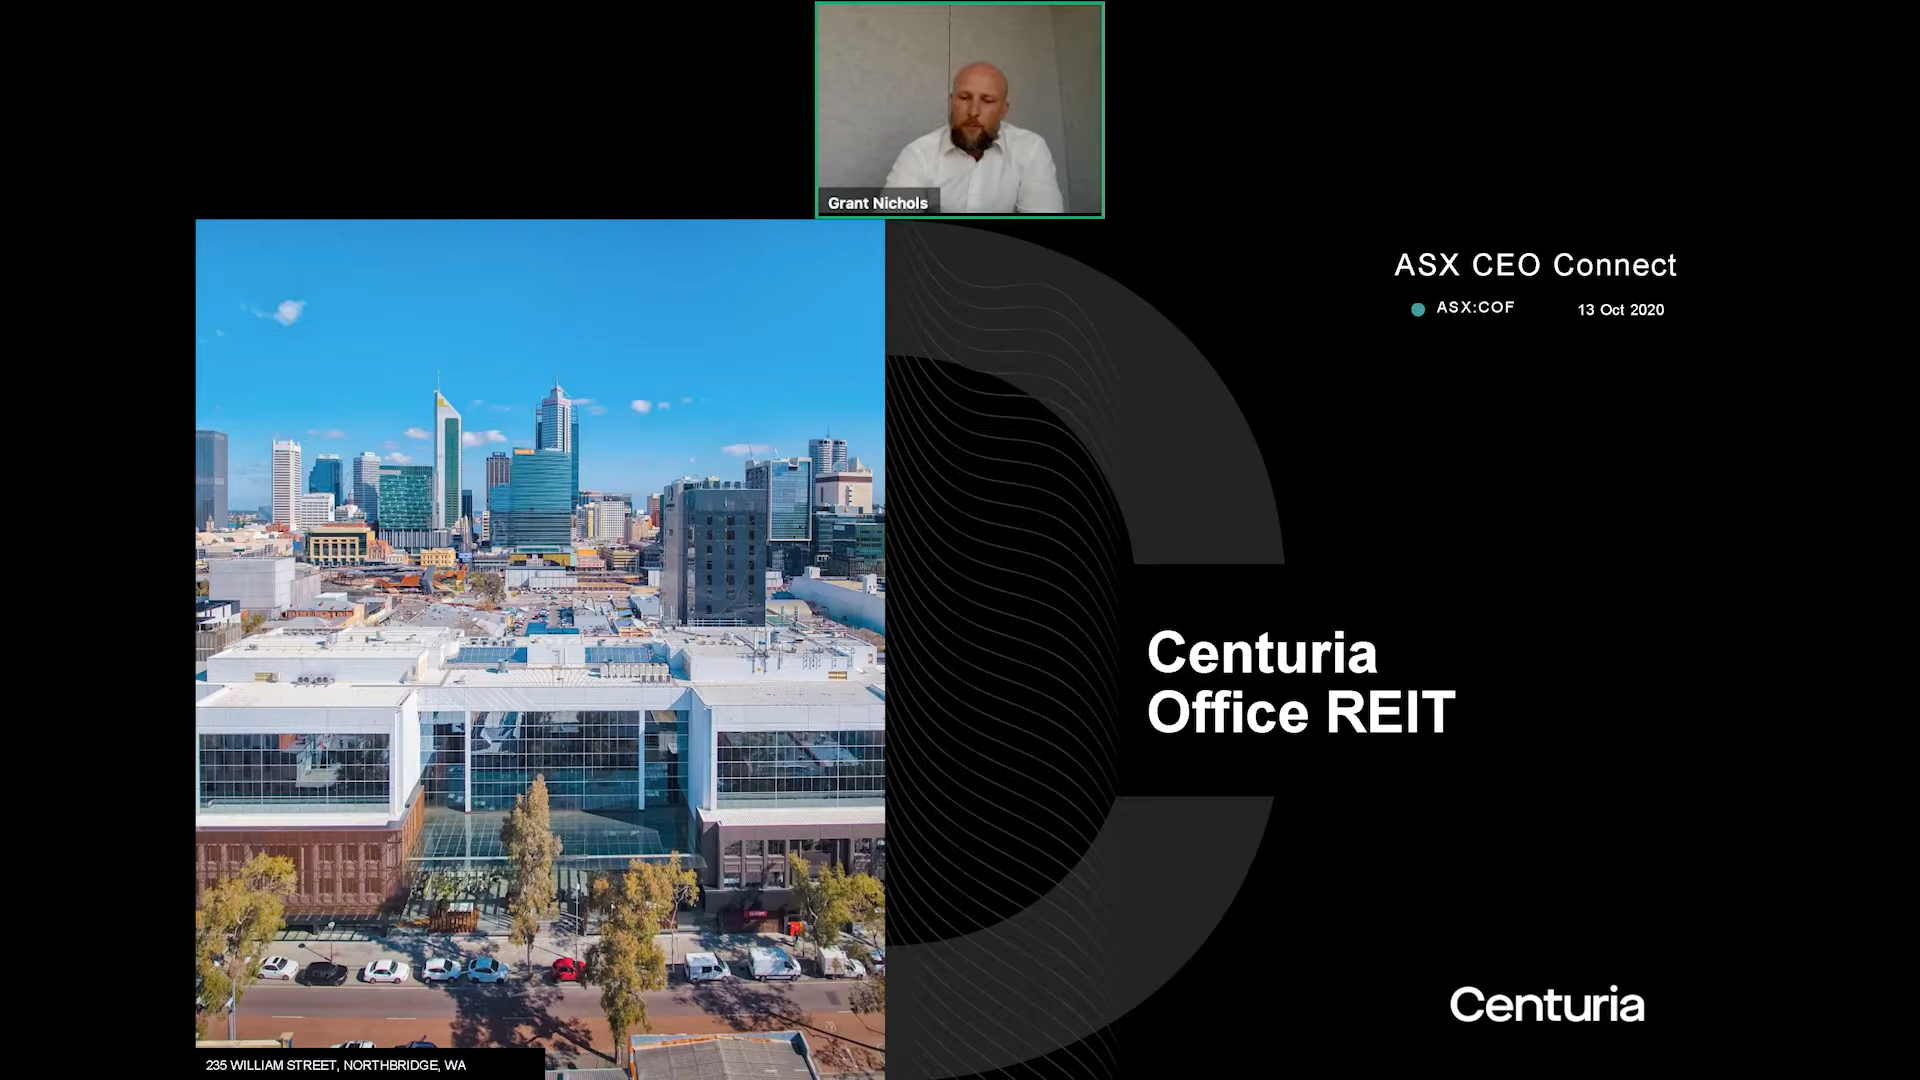 Grant Nichols
ASX CEO Connect
ASX:COF
13 Oct 2020
Centuria
Office REIT
Centuria
235 WILLIAM STREET, NORTHBRIDGE, WA